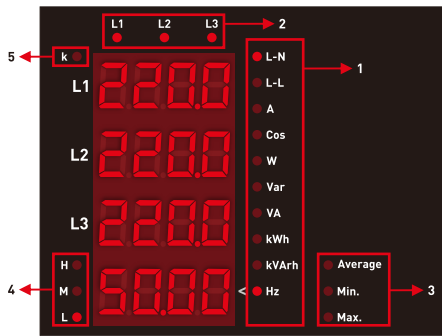 L1 L2 L3
2
5
k
L-N
L1
220.0
L-L
1
A
L2
220.0
Cos
W
Var
L3
220.0
VA
kWh
H
kVArh
Average
4
M
50.00
<
Hz
Min.
3
L
Max.